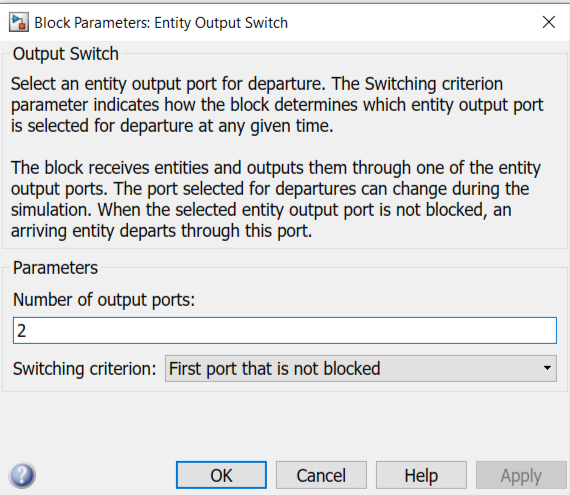 Block Parameters: Entity Output Switch
Output Switch
Select an entity output port for departure. The Switching criterion
parameter indicates how the block determines which entity output port
is selected for departure at any given time.
The block receives entities and outputs them through one of the entity
output ports. The port selected for departures can change during the
simulation. When the selected entity output port is not blocked, an
arriving entity departs through this port.
Parameters
Number of output ports:
2
Switching criterion: First port that is not blocked
? OK Cancel Help Apply